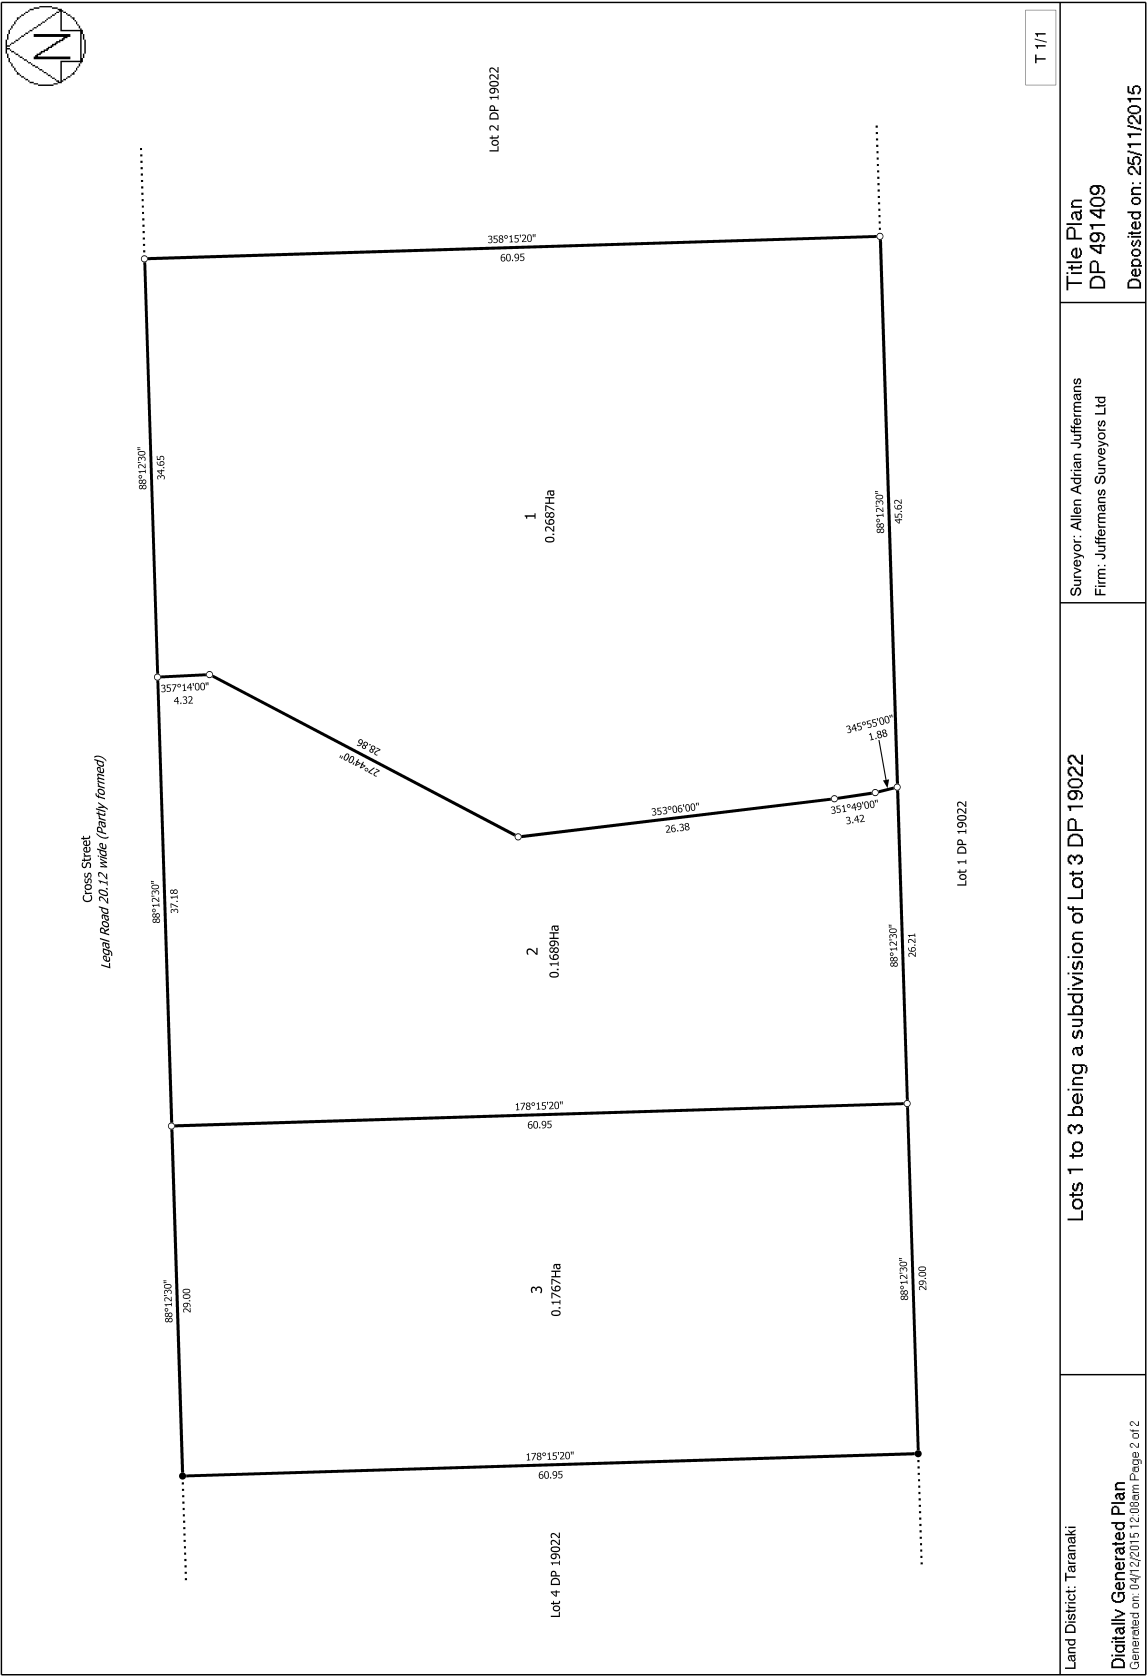 N
T 1/1
Lot 2 DP 19022
358°15'20"
60.95
88°12'30"
34.65
1
0.2687Ha
88°12'30"
45.62
357°14'00"
4.32
28.86
27°44'00"
353°06'00"
26.38
351°49'00"
3.42
345°55'00"
1.88
Cross Street
Legal Road 20.12 wide (Partly formed)
88°12'30"
37.18
2
0.1689Ha
88°12'30"
26.21
Lot 1 DP 19022
178°15'20"
60.95
88°12'30"
29.00
3
0.1767Ha
88°12'30"
29.00
178°15'20"
60.95
Lot 4 DP 19022
Land District: Taranaki
Digitally Generated Plan
Generated on: 04/12/2015 12:08am Page 2 of 2
Lots 1 to 3 being a subdivision of Lot 3 DP 19022
Surveyor: Allen Adrian Juffermans
Firm: Juffermans Surveyors Ltd
Title Plan
DP 491409
Deposited on: 25/11/2015